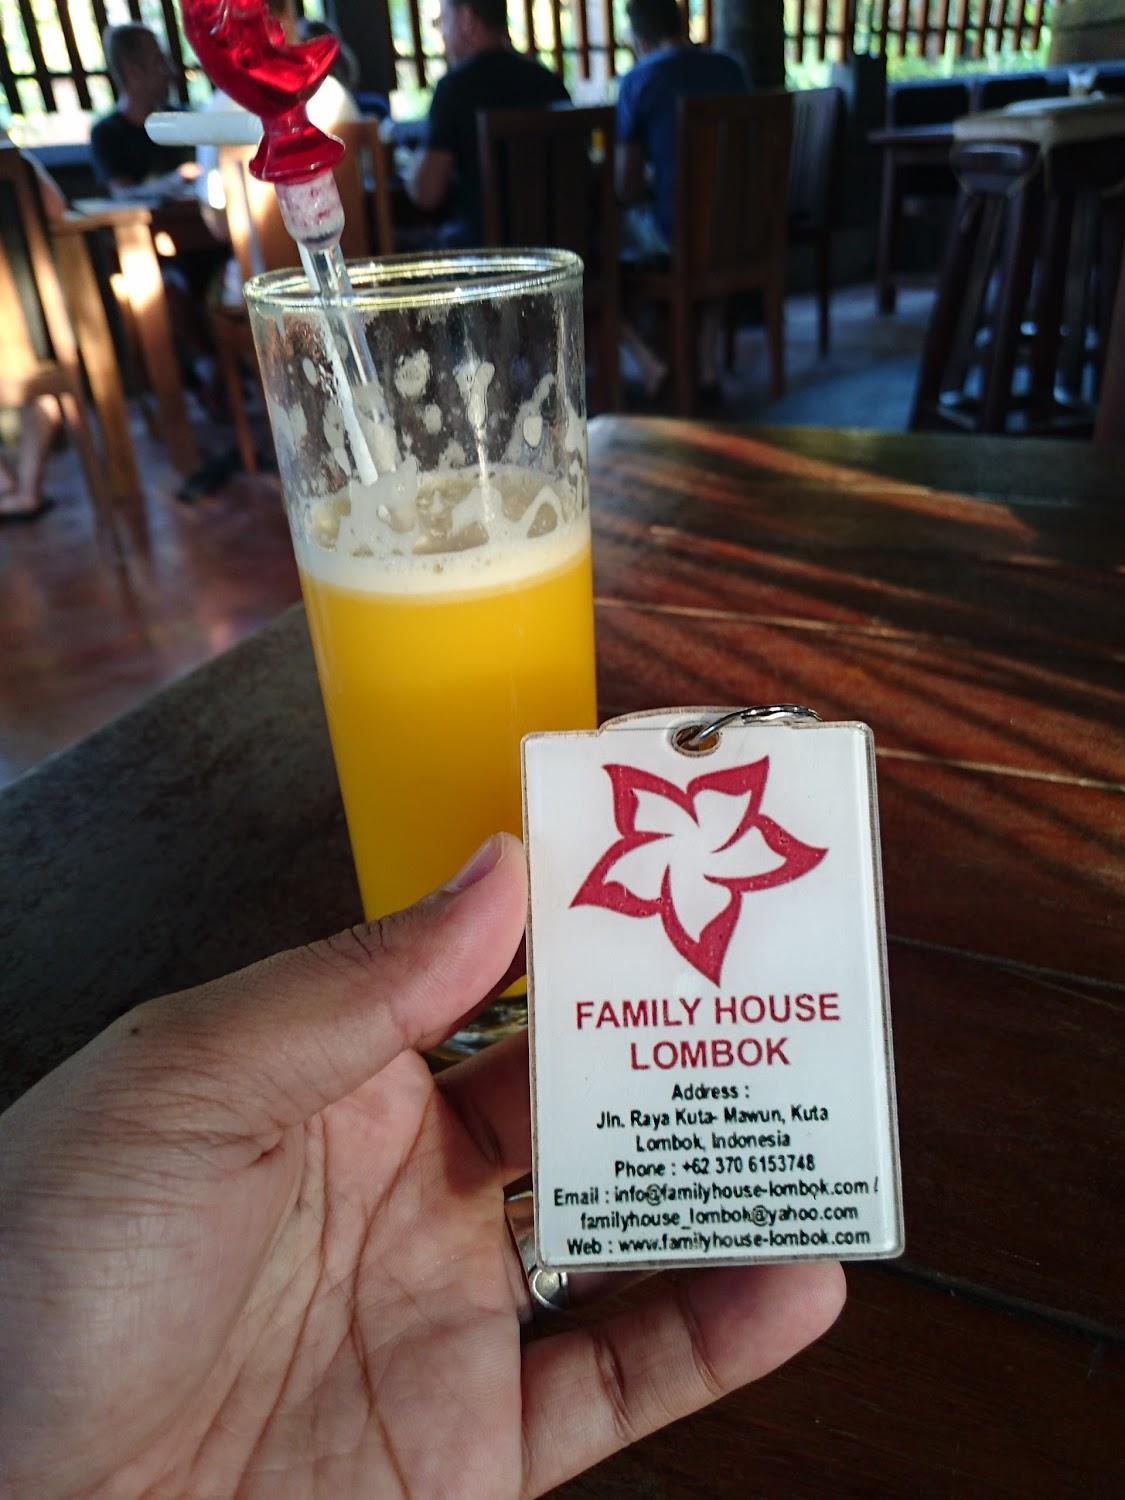 FAMILY HOUSE
LOMBOK
Address :
Jln. Raya Kuta- Mawun, Kuta
Lombok, Indonesia
Phone : +62 370 6153748
Email : info@familyhouse-lombok.com /
familyhouse_lombok@yahoo.com
Web : www.familyhouse-lombok.com